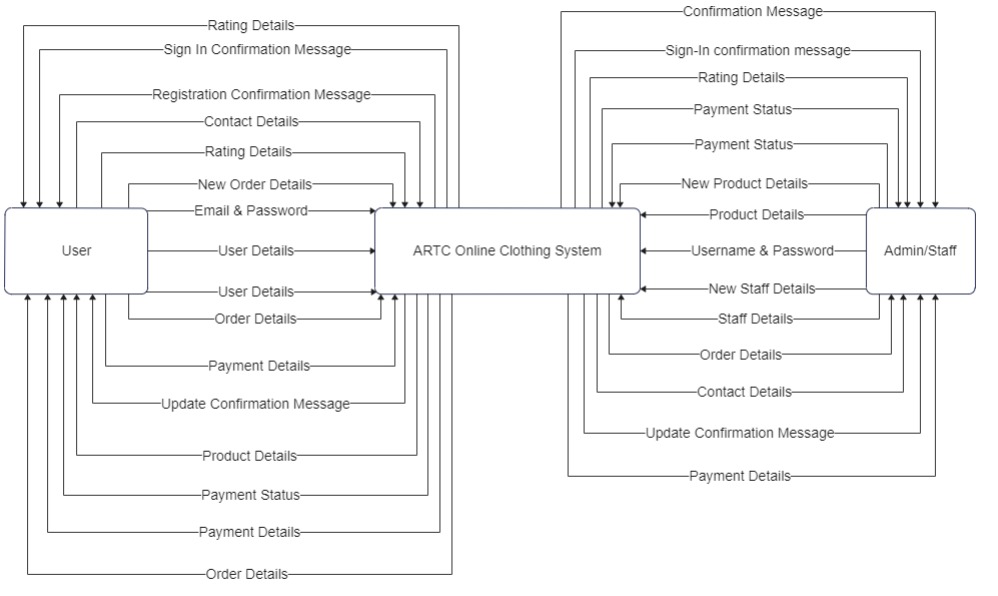 Rating Details
Sign In Confirmation Message
Registration Confirmation Message
Contact Details
Rating Details
New Order Details
Email & Password
User Details
User Details
Order Details
Payment Details
Update Confirmation Message
Product Details
Payment Status
Payment Details
Order Details
User
ARTC Online Clothing System
Confirmation Message
Sign-In confirmation message
Rating Details
Payment Status
Payment Status
New Product Details
Product Details
Username & Password
New Staff Details
Staff Details
Order Details
Contact Details
Update Confirmation Message
Payment Details
Admin/Staff